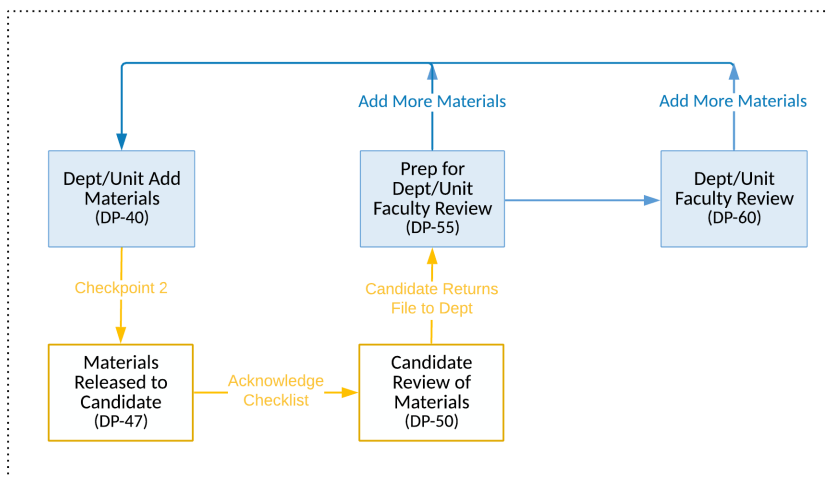 Add More Materials
Add More Materials
Dept/Unit Add
Materials
(DP-40)
Prep for
Dept/Unit
Faculty Review
(DP-55)
Dept/Unit
Faculty Review
(DP-60)
Checkpoint 2
Candidate Returns
File to Dept
Materials
Released to
Candidate
(DP-47)
Acknowledge
Checklist
Candidate
Review of
Materials
(DP-50)